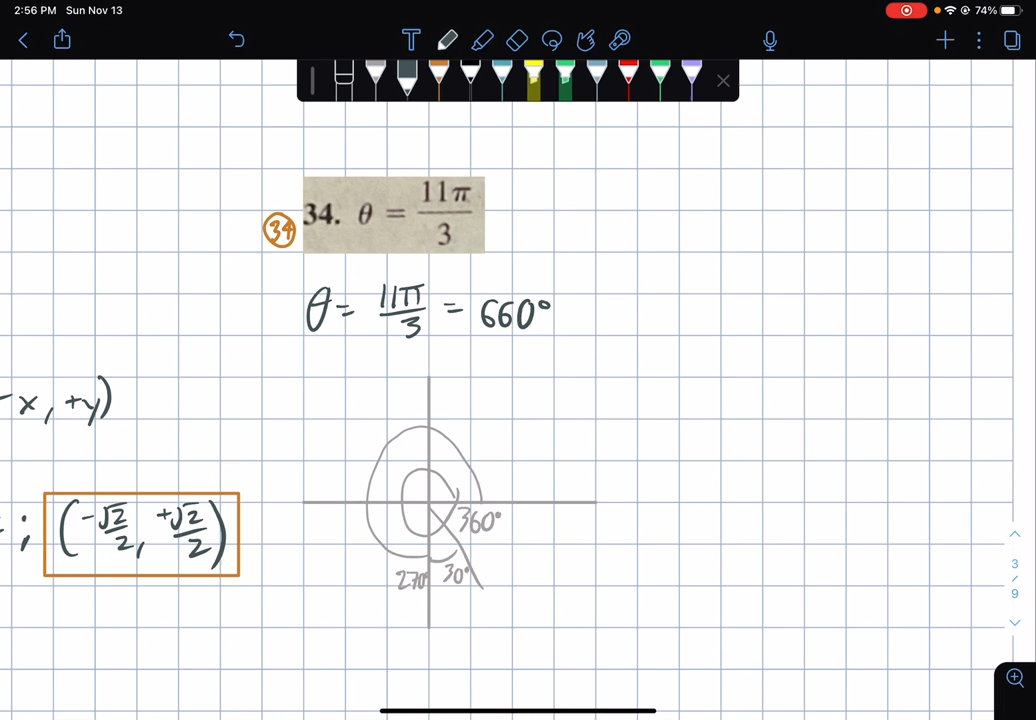 2:56 PM Sun Nov 13
74%
T
34
34. θ = 11π/3
θ = 11π/3 = 660°
-x, +y)
; (-√2/2, +√2/2)
360°
270° 30°
3
/
9